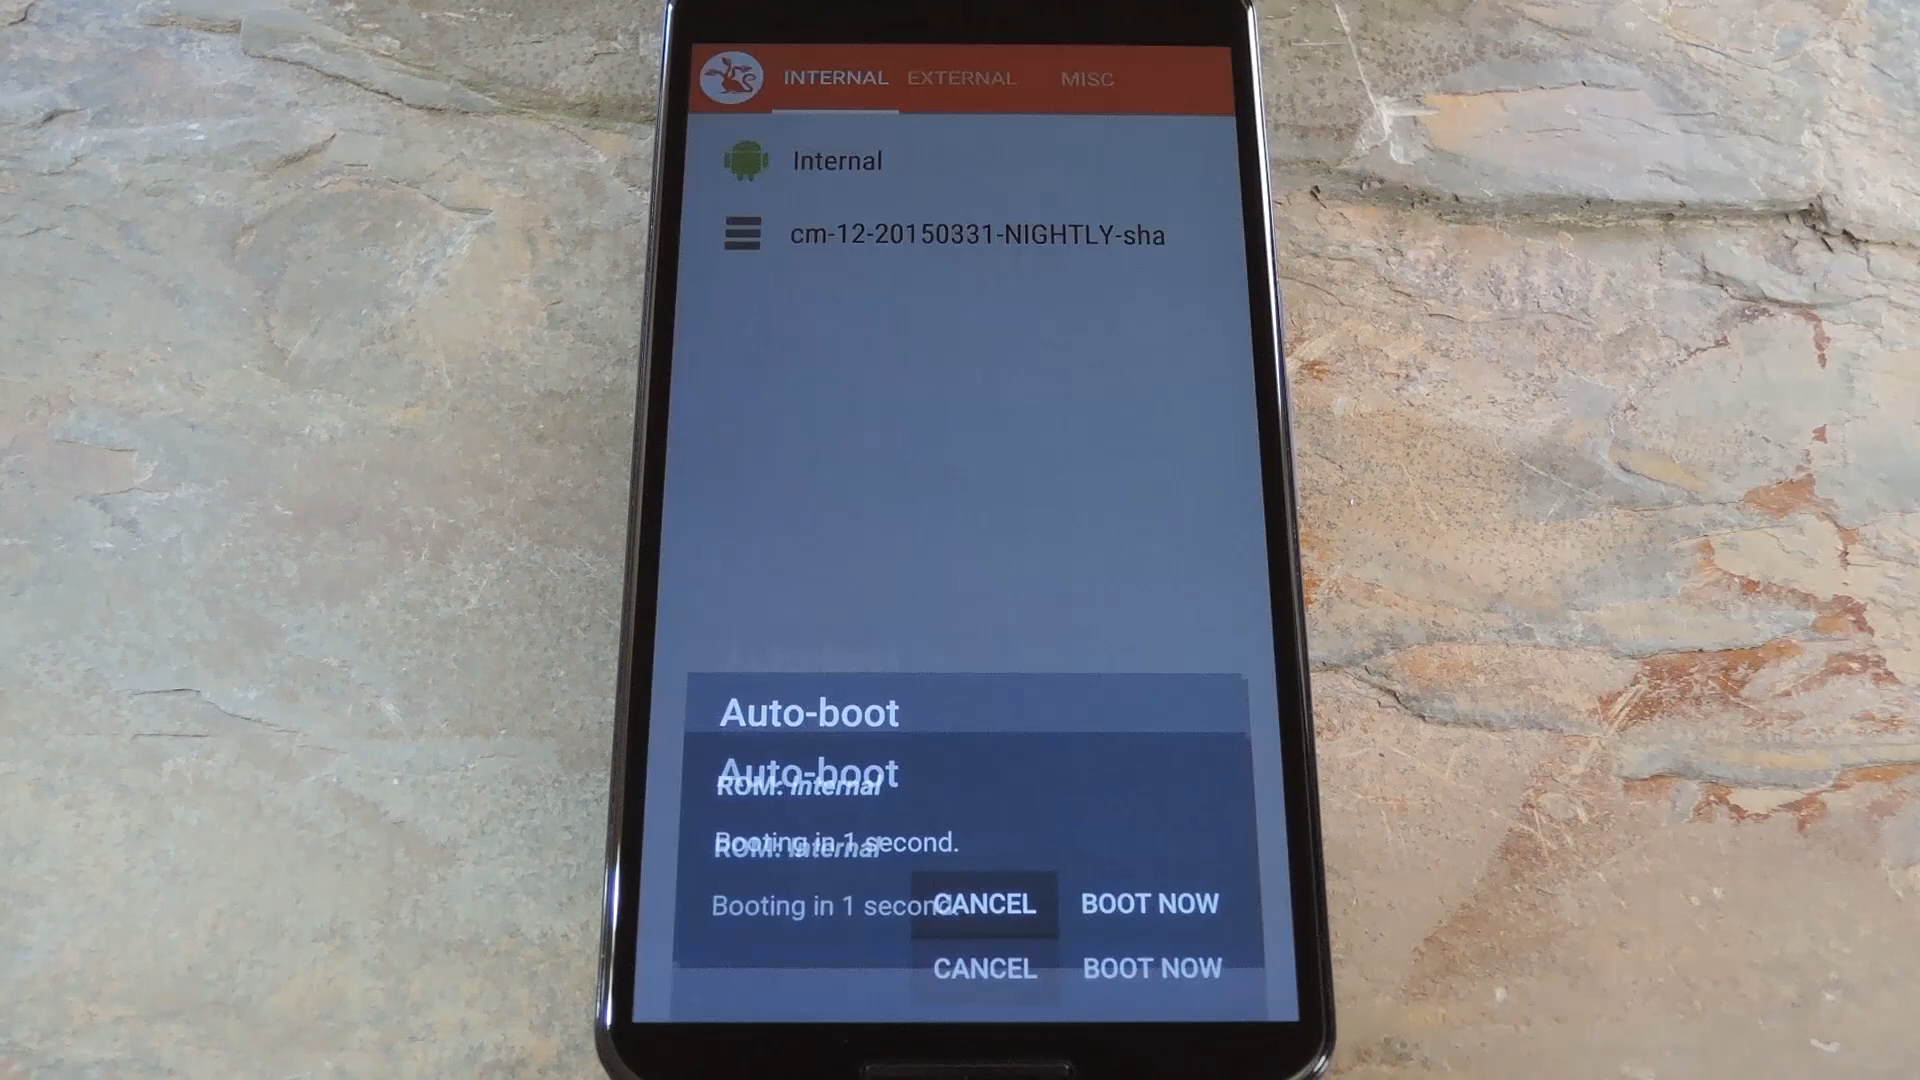 INTERNAL EXTERNAL MISC
Internal
cm-12-20150331-NIGHTLY-sha
Auto-boot
Auto-boot
ROM: Internal
Booting in 1 second.
ROM: Internal
CANCEL BOOT NOW
Booting in 1 second.
CANCEL BOOT NOW